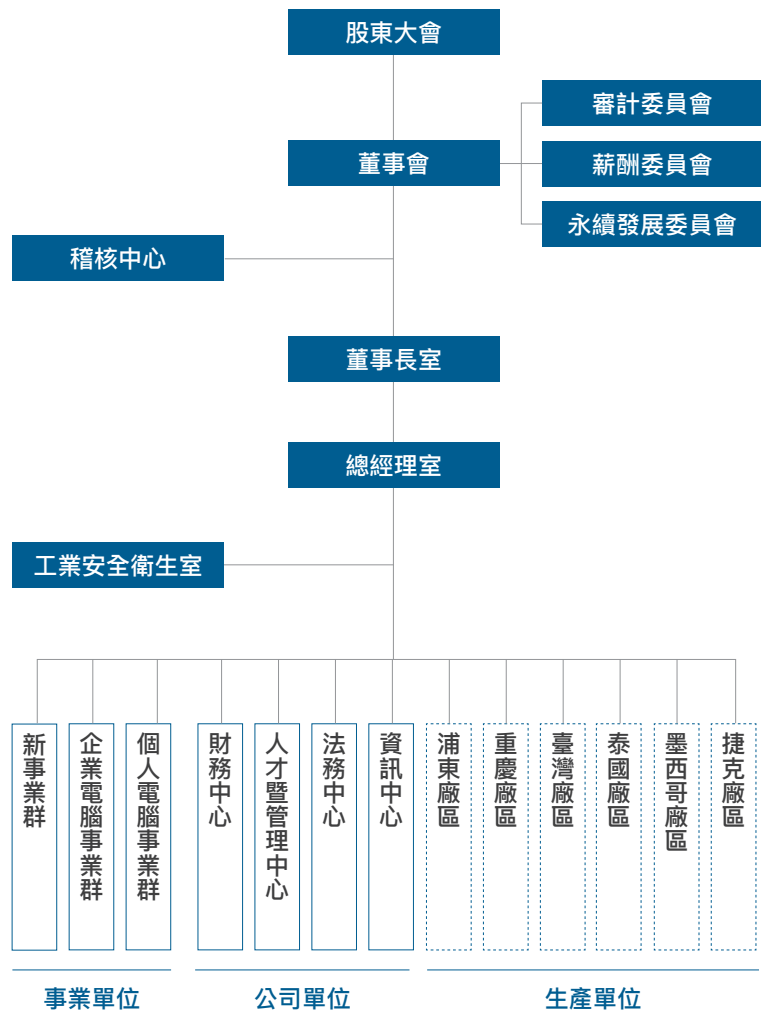 股東大會
審計委員會
董事會
薪酬委員會
永續發展委員會
稽核中心
董事長室
總經理室
工業安全衛生室
新事業群
企業電腦事業群
個人電腦事業群
財務中心
人才暨管理中心
法務中心
資訊中心
浦東廠區
重慶廠區
臺灣廠區
泰國廠區
墨西哥廠區
捷克廠區
事業單位
公司單位
生產單位